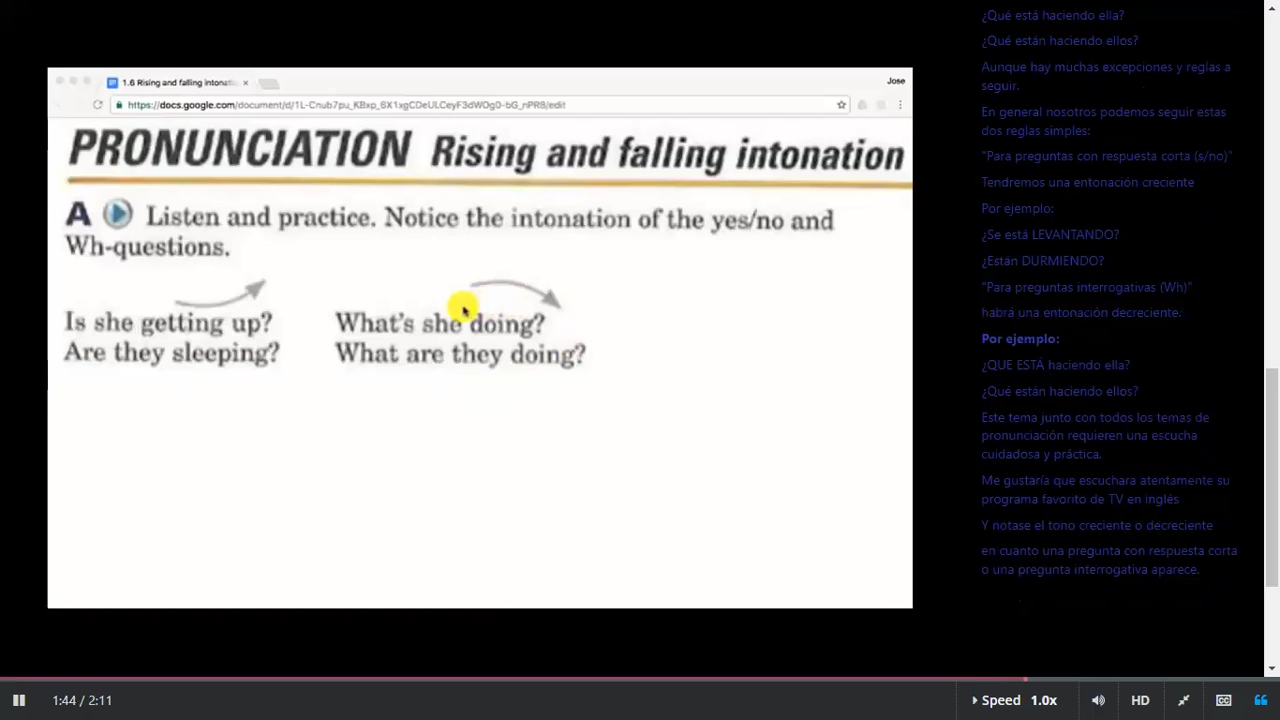 1.6 Rising and falling intonati
Jose
https://docs.google.com/document/d/1L-Cnub7pu_KBxp_6X1xgCDeULCeyF3dWOg0-bG_nPR8/edit
PRONUNCIATION Rising and falling intonation
A Listen and practice. Notice the intonation of the yes/no and
Wh-questions.
Is she getting up? What's she doing?
Are they sleeping? What are they doing?
¿Qué está haciendo ella?
¿Qué están haciendo ellos?
Aunque hay muchas excepciones y reglas a
seguir.
En general nosotros podemos seguir estas
dos reglas simples:
"Para preguntas con respuesta corta (s/no)"
Tendremos una entonación creciente
Por ejemplo:
¿Se está LEVANTANDO?
¿Están DURMIENDO?
"Para preguntas interrogativas (Wh)"
habrá una entonación decreciente.
Por ejemplo:
¿QUE ESTÁ haciendo ella?
¿Qué están haciendo ellos?
Este tema junto con todos los temas de
pronunciación requieren una escucha
cuidadosa y práctica.
Me gustaría que escuchara atentamente su
programa favorito de TV en inglés
Y notase el tono creciente o decreciente
en cuanto una pregunta con respuesta corta
o una pregunta interrogativa aparece.
1:44 / 2:11
Speed 1.0x
HD
CC